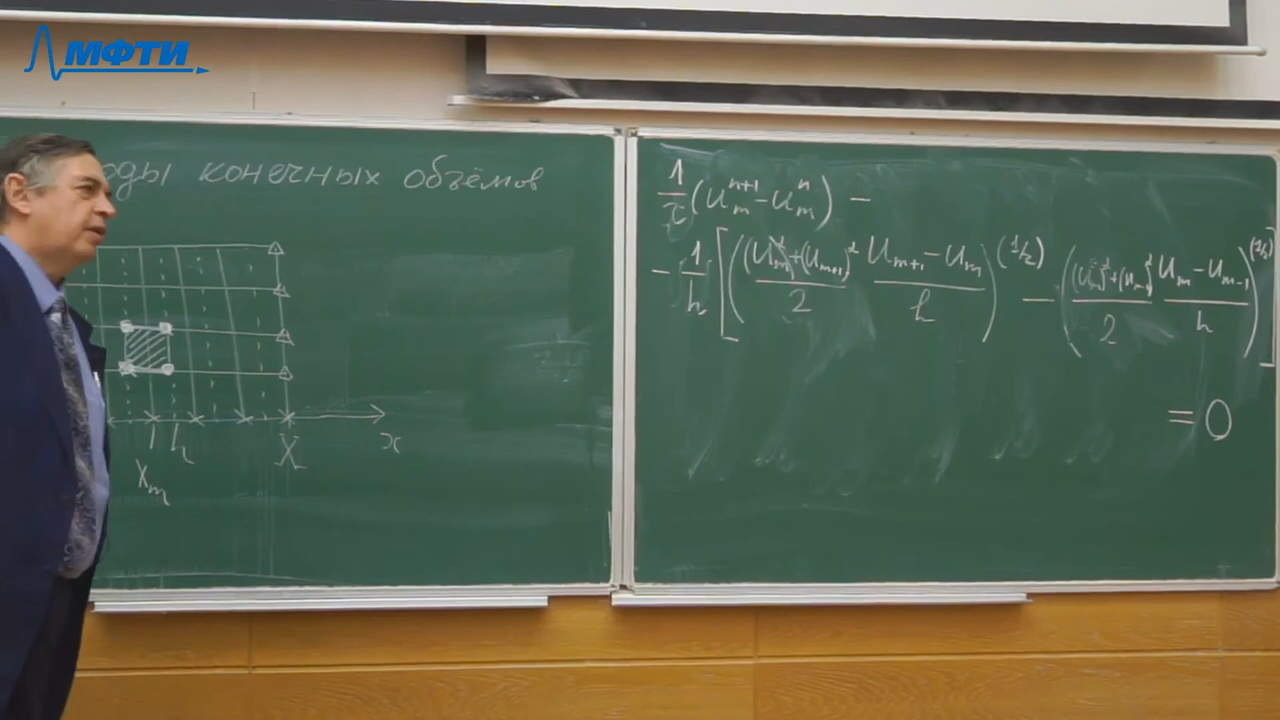 МФТИ
оды конечных объёмов
h
X
x
x_m
1/τ (u_m^{n+1} - u_m^n) -
- 1/h [ ( ((u_m)^2 + (u_{m+1})^2)/2 (u_{m+1} - u_m)/h )^{(1/2)} - ( ((u_m)^2 + (u_{m-1})^2)/2 (u_m - u_{m-1})/h )^{(1/2)} ]
= 0